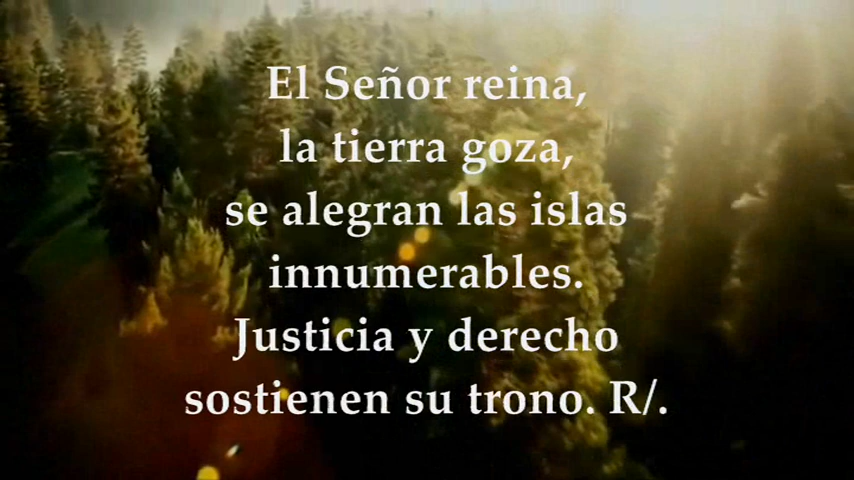 El Señor reina,
la tierra goza,
se alegran las islas
innumerables.
Justicia y derecho
sostienen su trono. R/.